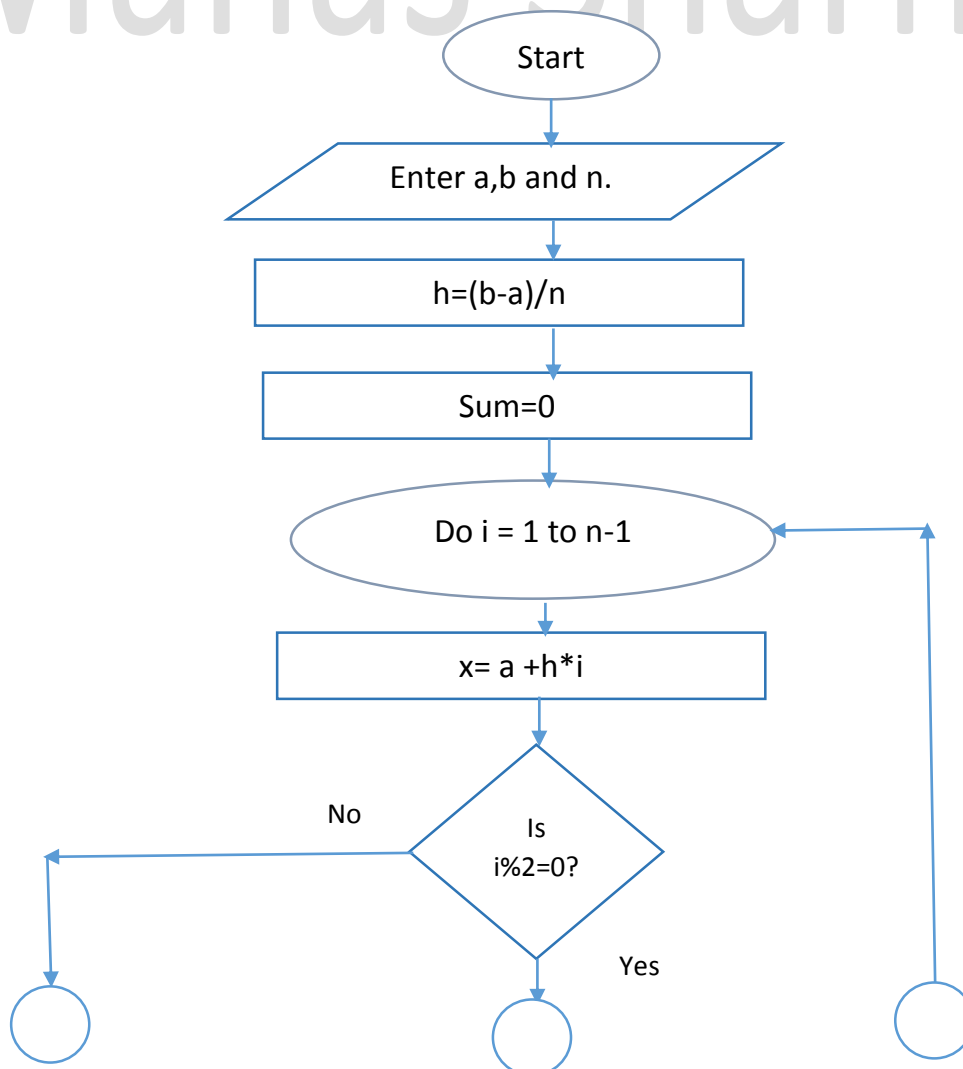 Start
Enter a,b and n.
h=(b-a)/n
Sum=0
Do i = 1 to n-1
x= a +h*i
No
Is
i%2=0?
Yes